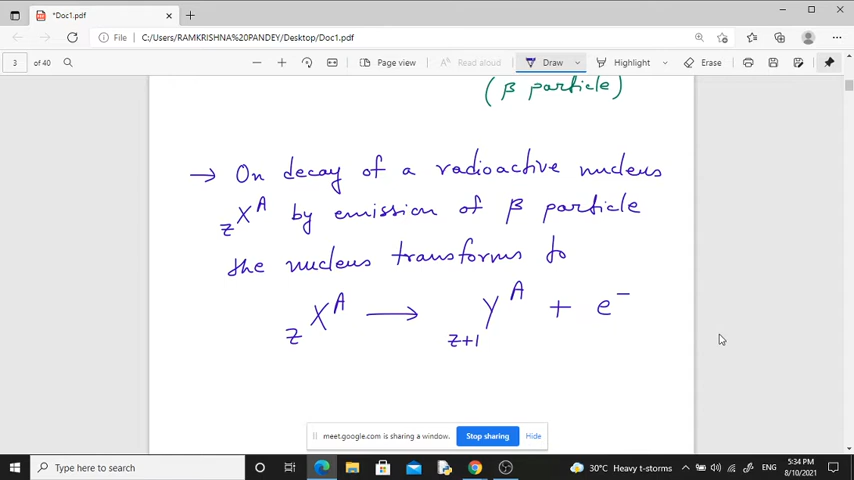 *Doc1.pdf
File C:/Users/RAMKRISHNA%20PANDEY/Desktop/Doc1.pdf
3 of 40 Page view Read aloud Draw Highlight Erase
(β particle)
→ On decay of a radioactive nucleus
zX^A by emission of β particle
the nucleus transforms to
zX^A → z+1Y^A + e⁻
meet.google.com is sharing a window. Stop sharing Hide
Type here to search 30°C Heavy t-storms ENG 5:34 PM
8/10/2021